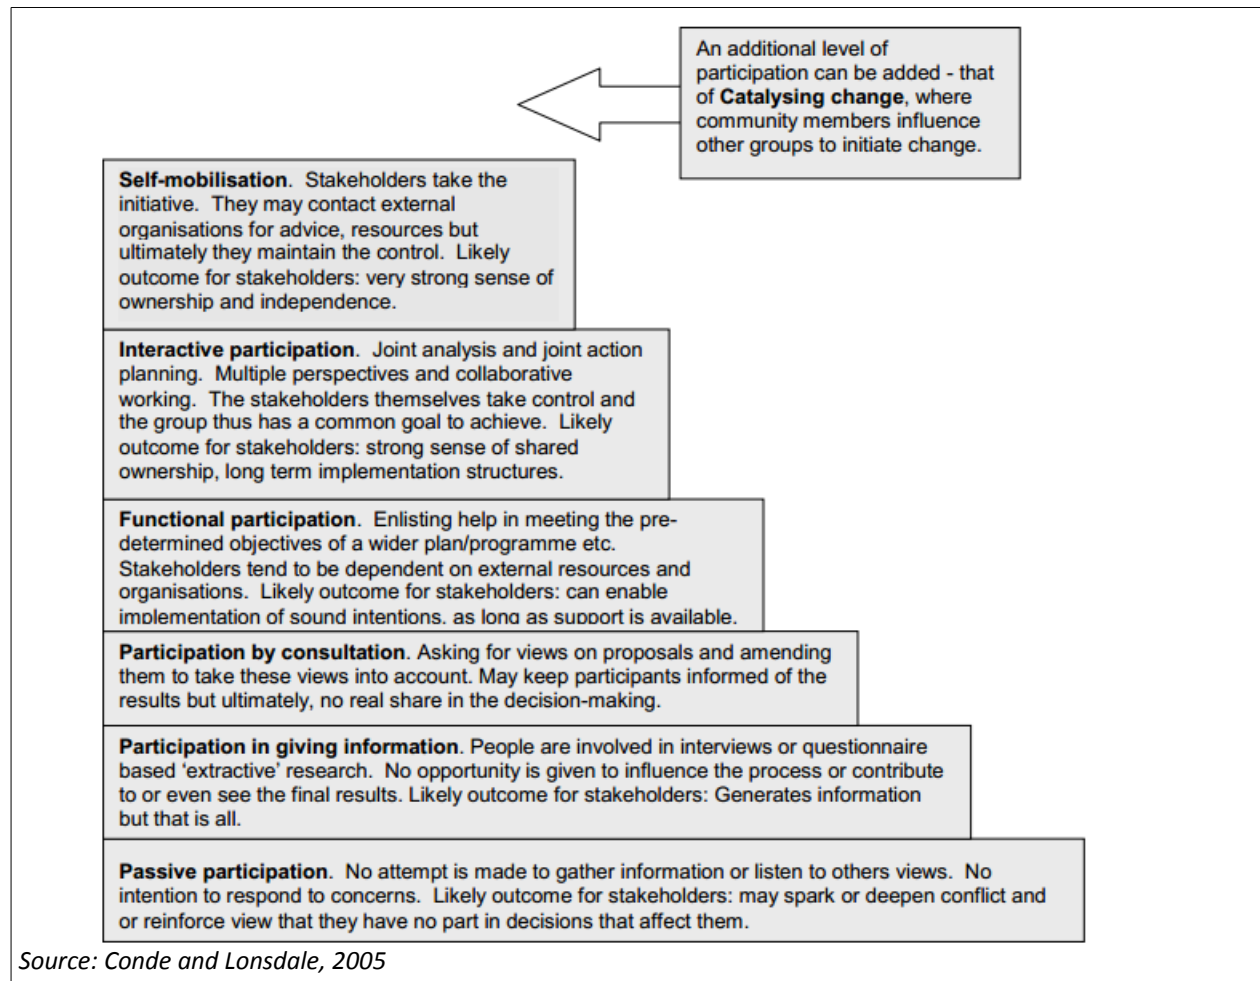 An additional level of
participation can be added - that
of Catalysing change, where
community members influence
other groups to initiate change.
Self-mobilisation. Stakeholders take the
initiative. They may contact external
organisations for advice, resources but
ultimately they maintain the control. Likely
outcome for stakeholders: very strong sense of
ownership and independence.
Interactive participation. Joint analysis and joint action
planning. Multiple perspectives and collaborative
working. The stakeholders themselves take control and
the group thus has a common goal to achieve. Likely
outcome for stakeholders: strong sense of shared
ownership, long term implementation structures.
Functional participation. Enlisting help in meeting the pre-
determined objectives of a wider plan/programme etc.
Stakeholders tend to be dependent on external resources and
organisations. Likely outcome for stakeholders: can enable
implementation of sound intentions, as long as support is available.
Participation by consultation. Asking for views on proposals and amending
them to take these views into account. May keep participants informed of the
results but ultimately, no real share in the decision-making.
Participation in giving information. People are involved in interviews or questionnaire
based ‘extractive’ research. No opportunity is given to influence the process or contribute
to or even see the final results. Likely outcome for stakeholders: Generates information
but that is all.
Passive participation. No attempt is made to gather information or listen to others views. No
intention to respond to concerns. Likely outcome for stakeholders: may spark or deepen conflict and
or reinforce view that they have no part in decisions that affect them.
Source: Conde and Lonsdale, 2005